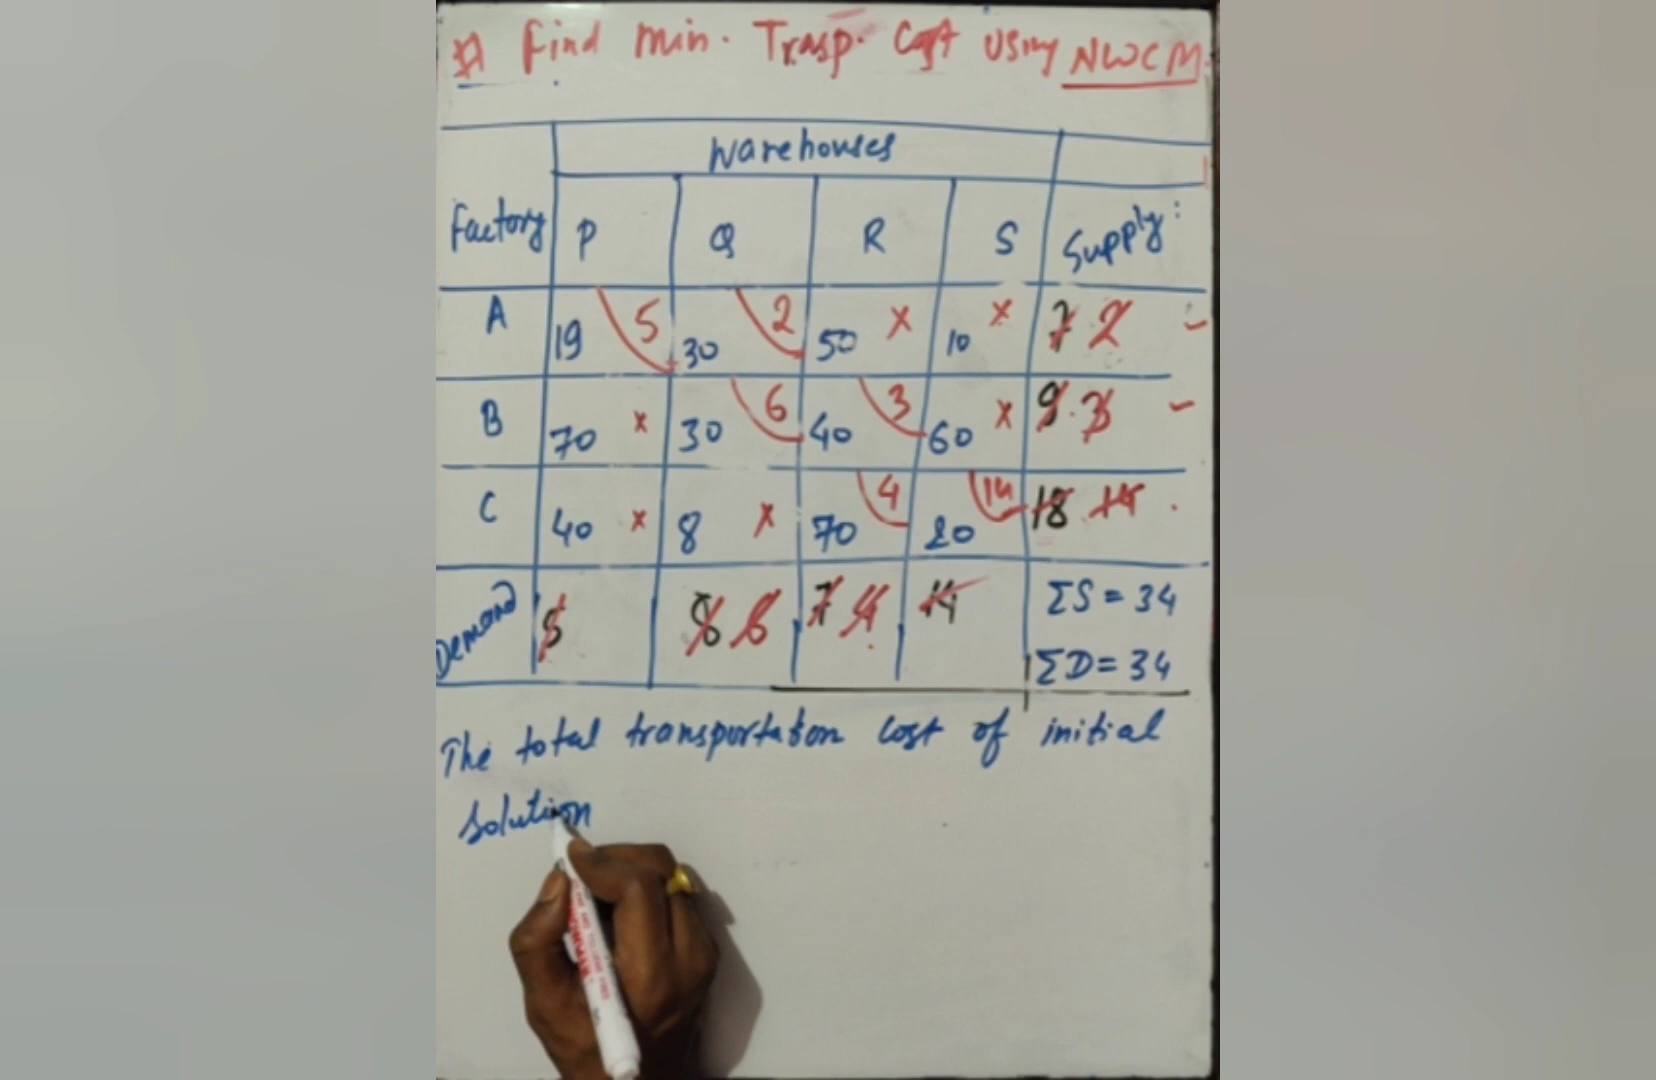 Find Min. Trasp. Cost Using NWCM.
Warehouses
Factory P Q R S Supply:
A 19 5 30 2 50 x 10 x 7 2
B 70 x 30 6 40 3 60 x 9 3
C 40 x 8 x 70 4 20 14 18 14
Demand 5 8 6 7 4 14 ΣS = 34
ΣD = 34
The total transportation cost of initial
solution